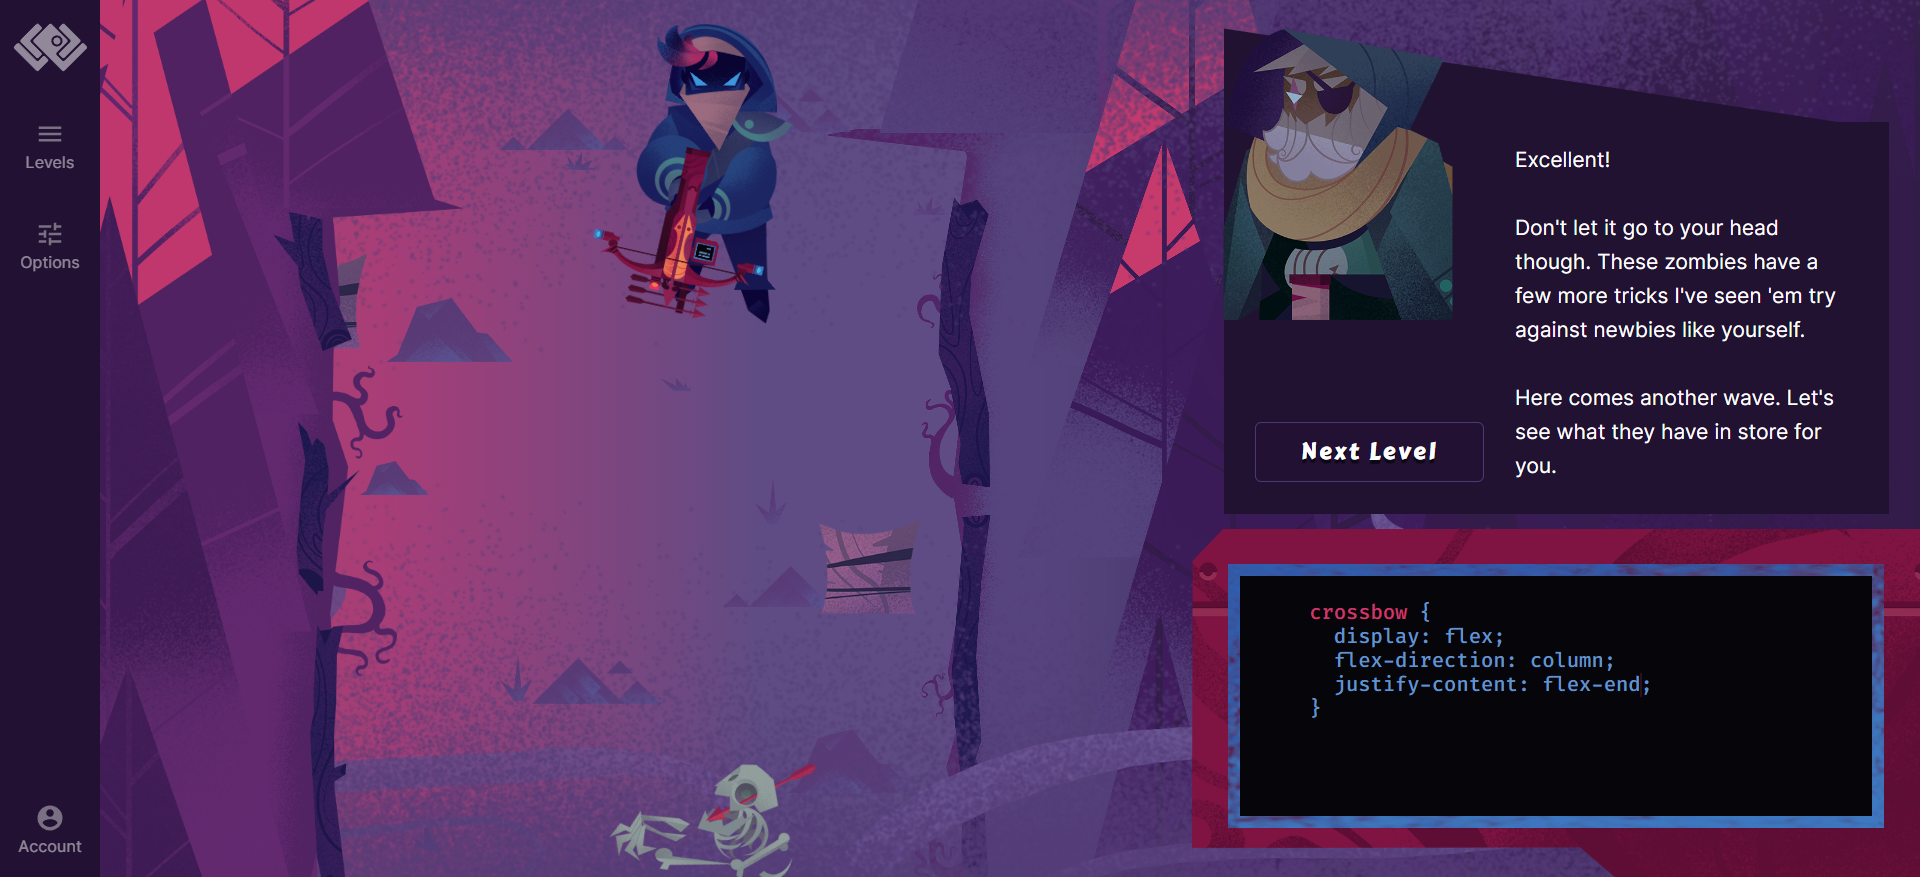 Levels
Options
Account
Excellent!
Don't let it go to your head
though. These zombies have a
few more tricks I've seen 'em try
against newbies like yourself.
Here comes another wave. Let's
see what they have in store for
you.
Next Level
crossbow {
display: flex;
flex-direction: column;
justify-content: flex-end;
}